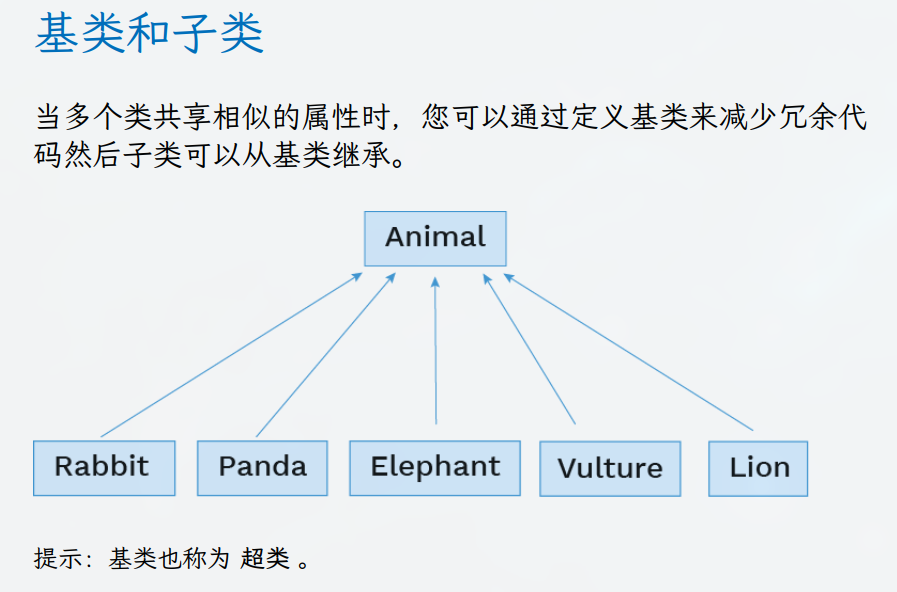 基类和子类
当多个类共享相似的属性时，您可以通过定义基类来减少冗余代
码然后子类可以从基类继承。
Animal
Rabbit Panda Elephant Vulture Lion
提示：基类也称为 超类 。